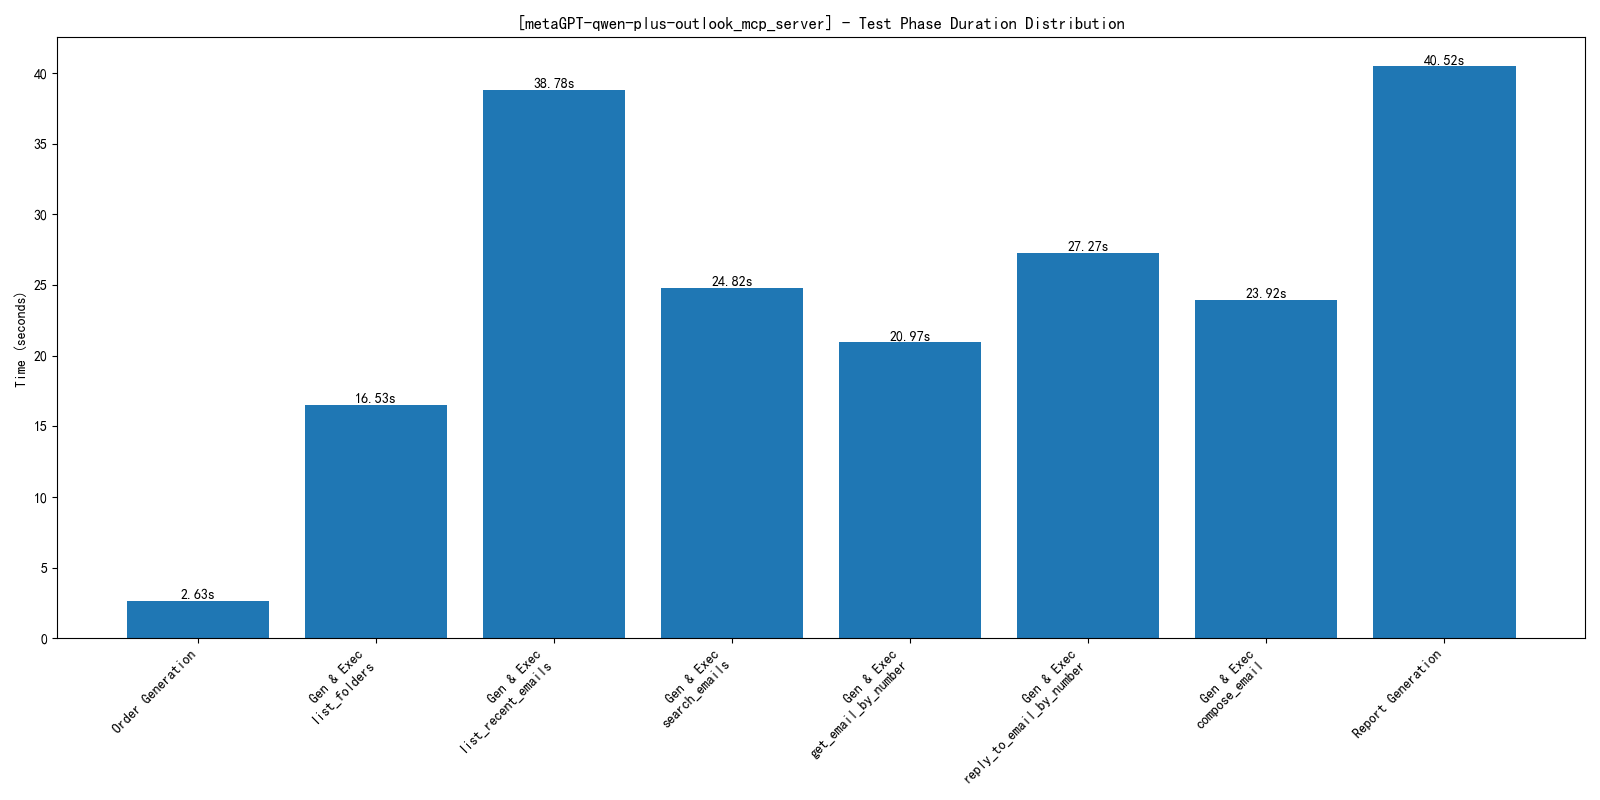 [metaGPT-qwen-plus-outlook_mcp_server] - Test Phase Duration Distribution
Time (seconds)
40
35
30
25
20
15
10
5
0
2.63s
16.53s
38.78s
24.82s
20.97s
27.27s
23.92s
40.52s
Order Generation
Gen & Exec
list_folders
Gen & Exec
list_recent_emails
Gen & Exec
search_emails
Gen & Exec
get_email_by_number
Gen & Exec
reply_to_email_by_number
Gen & Exec
compose_email
Report Generation